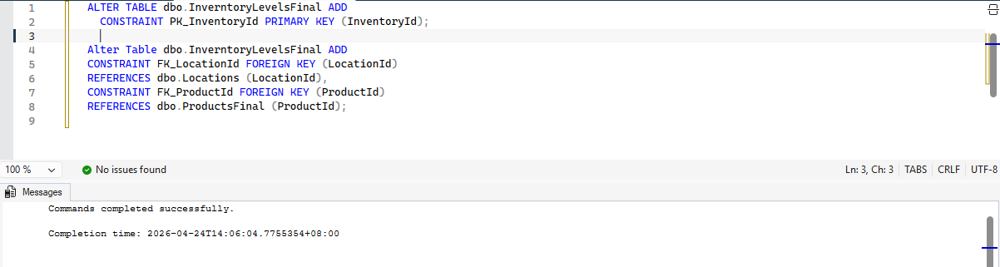 1 ALTER TABLE dbo.InverntoryLevelsFinal ADD
2 CONSTRAINT PK_InventoryId PRIMARY KEY (InventoryId);
3
4 Alter Table dbo.InverntoryLevelsFinal ADD
5 CONSTRAINT FK_LocationId FOREIGN KEY (LocationId)
6 REFERENCES dbo.Locations (LocationId),
7 CONSTRAINT FK_ProductId FOREIGN KEY (ProductId)
8 REFERENCES dbo.ProductsFinal (ProductId);
9
100 % No issues found Ln: 3, Ch: 3 TABS CRLF UTF-8
Messages
Commands completed successfully.
Completion time: 2026-04-24T14:06:04.7755354+08:00